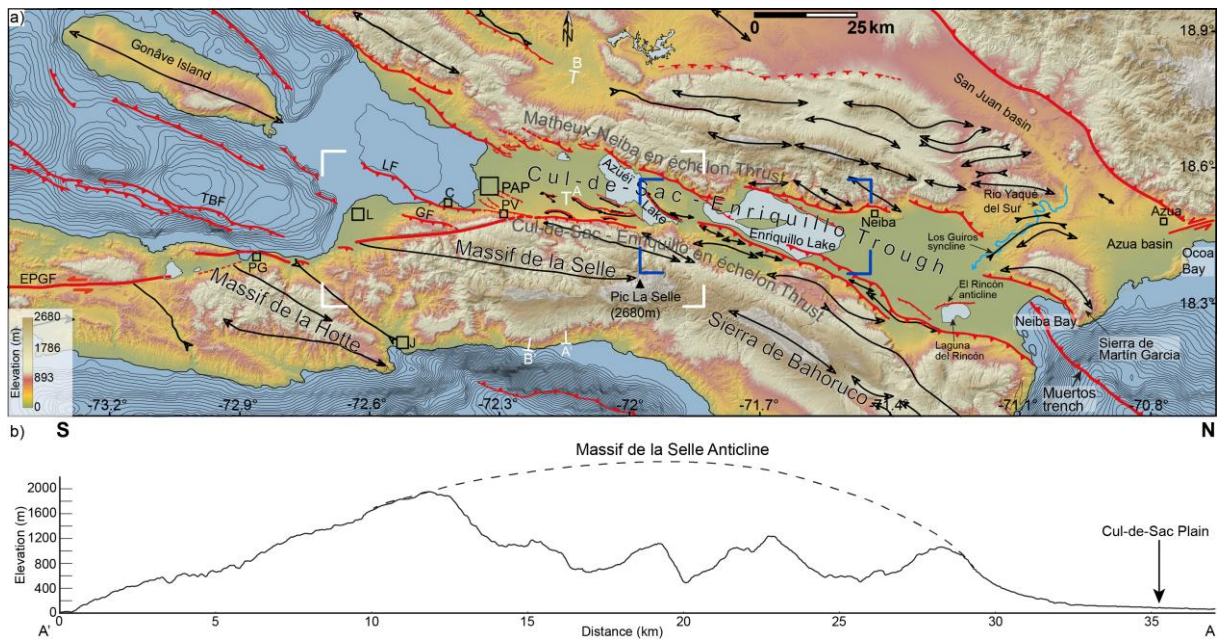 a)
Gonâve Island
N
0
25 km
18.9°
18.6°
18.3°
B
San Juan basin
Matheux-Neiba en échelon Thrust
LF
TBF
PAP
C
PV
L
GF
A
Azuéi
Lake
Cul-de-Sac-Enriquillo Trough
Enriquillo Lake
Neiba
Rio Yaqué
del Sur
Azua
Los Guiros
syncline
Azua basin
Ocoa
Bay
Cul-de-Sac - Enriquillo en échelon Thrust
Massif de la Selle
EPGF
PG
Pic La Selle
(2680m)
El Rincón
anticline
Massif de la Hotte
Neiba Bay
Laguna
del Rincón
Sierra de
Martín Garcia
Sierra de Bahoruco
J
B'
A'
Muertos
trench
Elevation (m)
2680
1786
893
0
-73.2°
-72.9°
-72.6°
-72.3°
-72°
-71.7°
-71.4°
-71.1°
-70.8°
b)
S
N
Massif de la Selle Anticline
Elevation (m)
2000
1600
1200
800
400
0
Cul-de-Sac Plain
0
5
10
15
20
25
30
35
A'
Distance (km)
A